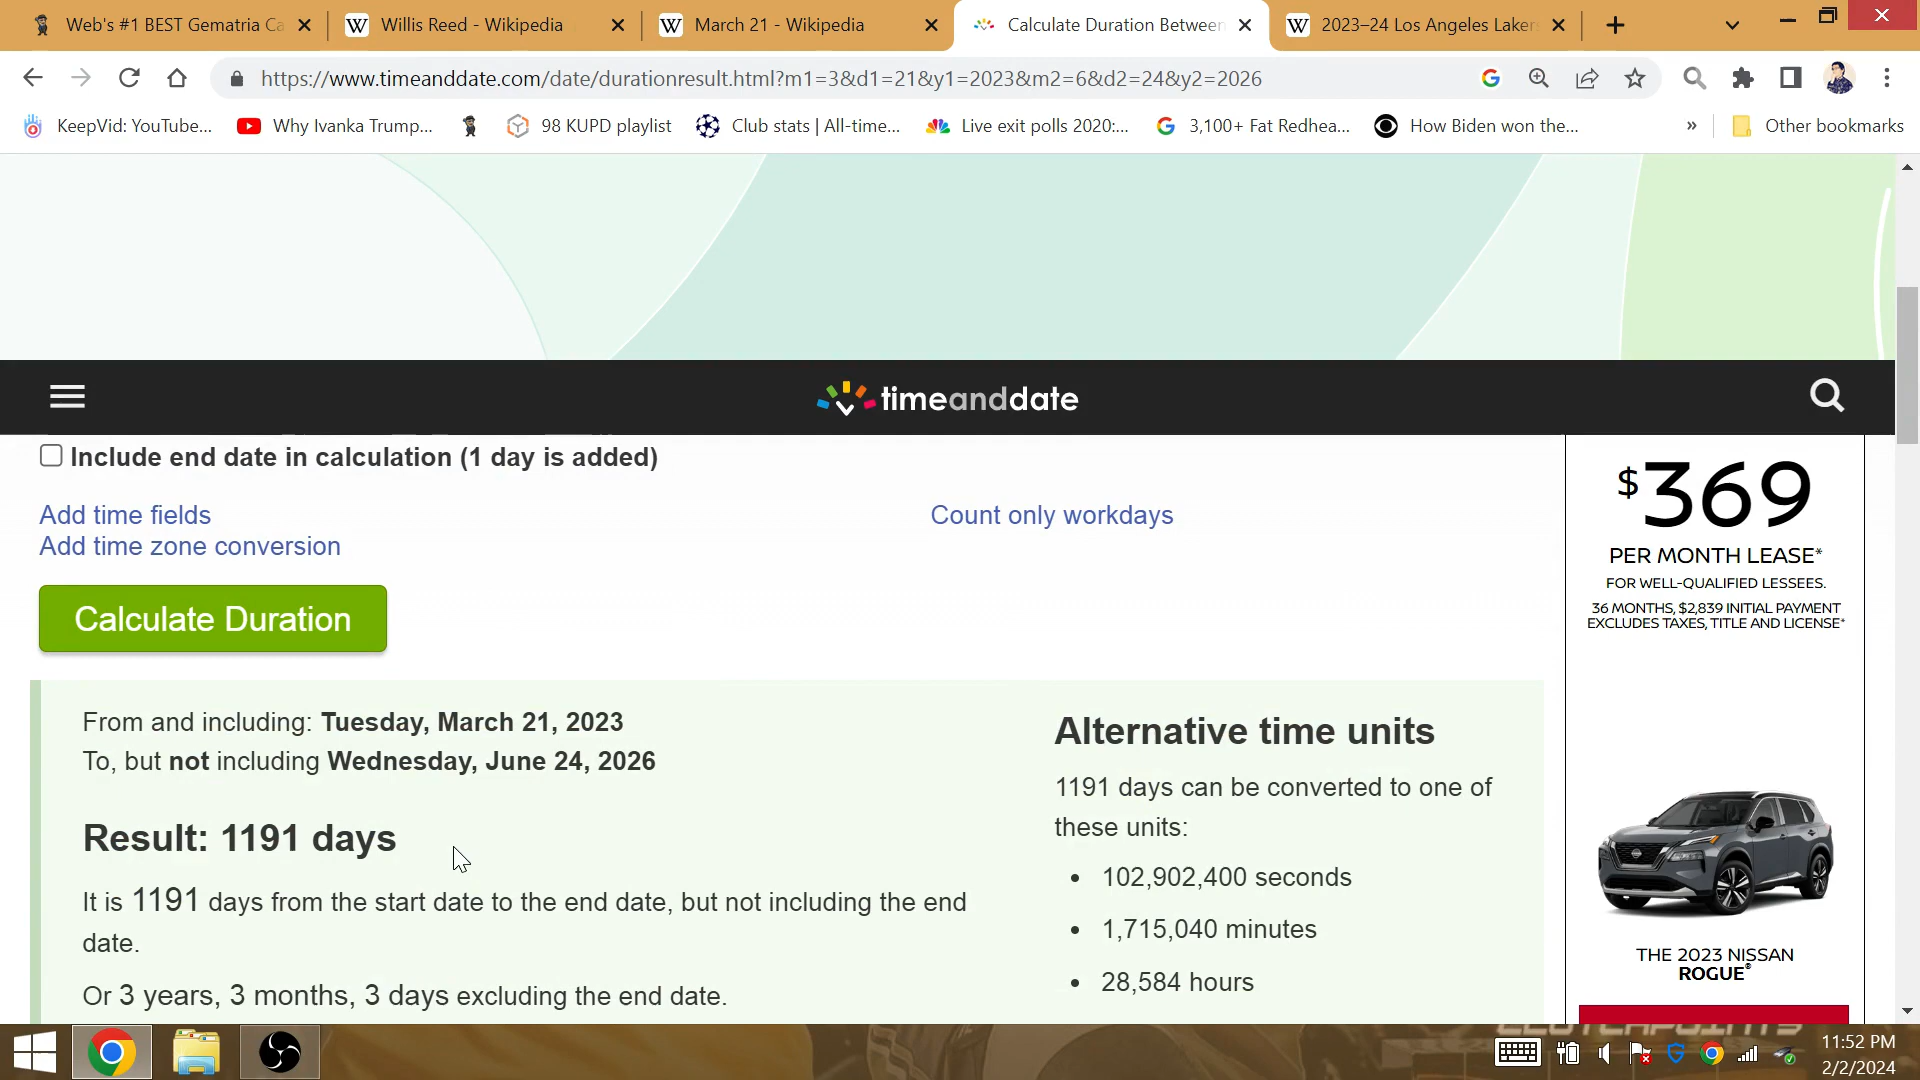 Web's #1 BEST Gematria Ca
Willis Reed - Wikipedia
March 21 - Wikipedia
Calculate Duration Between
2023–24 Los Angeles Laker
https://www.timeanddate.com/date/durationresult.html?m1=3&d1=21&y1=2023&m2=6&d2=24&y2=2026
KeepVid: YouTube...
Why Ivanka Trump...
98 KUPD playlist
Club stats | All-time...
Live exit polls 2020:...
3,100+ Fat Redhea...
How Biden won the...
»
Other bookmarks
timeanddate
Include end date in calculation (1 day is added)
Add time fields
Count only workdays
Add time zone conversion
Calculate Duration
From and including: Tuesday, March 21, 2023
To, but not including Wednesday, June 24, 2026
Result: 1191 days
It is 1191 days from the start date to the end date, but not including the end
date.
Or 3 years, 3 months, 3 days excluding the end date.
Alternative time units
1191 days can be converted to one of
these units:
• 102,902,400 seconds
• 1,715,040 minutes
• 28,584 hours
$369
PER MONTH LEASE*
FOR WELL-QUALIFIED LESSEES.
36 MONTHS, $2,839 INITIAL PAYMENT
EXCLUDES TAXES, TITLE AND LICENSE*
THE 2023 NISSAN
ROGUE®
CLUTCHPOINTS
11:52 PM
2/2/2024